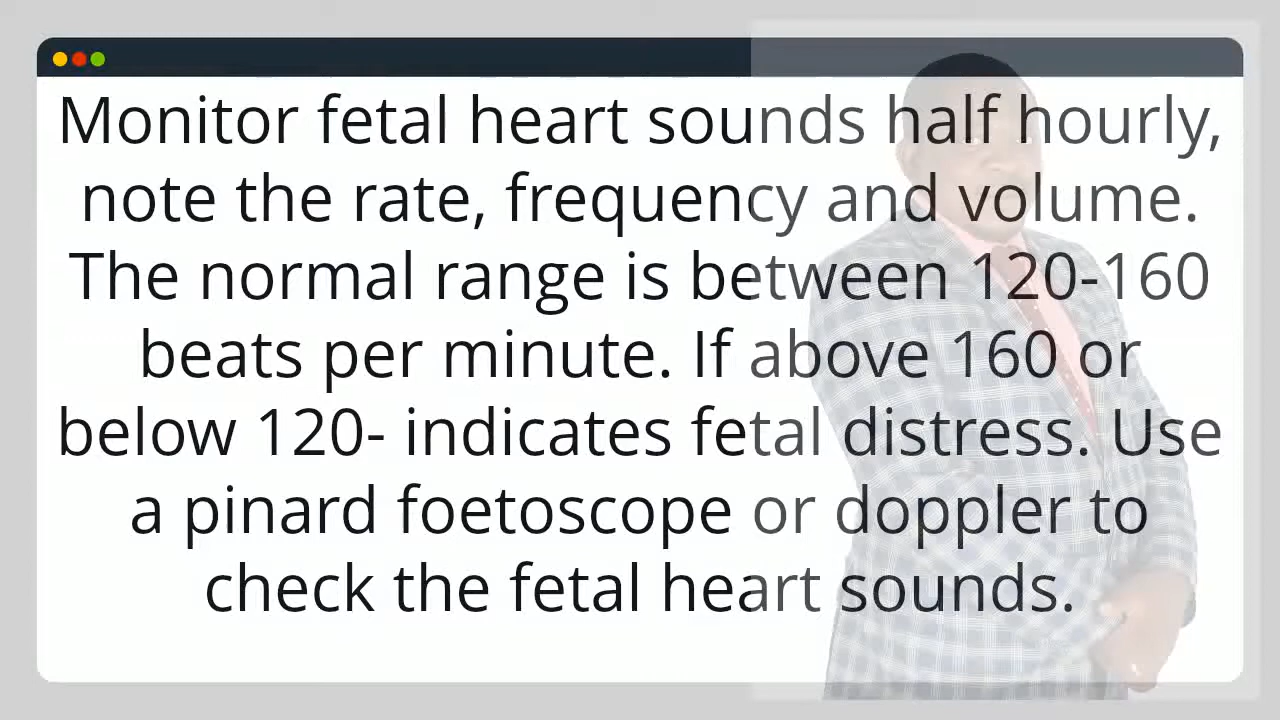 Monitor fetal heart sounds half hourly,
note the rate, frequency and volume.
The normal range is between 120-160
beats per minute. If above 160 or
below 120- indicates fetal distress. Use
a pinard foetoscope or doppler to
check the fetal heart sounds.